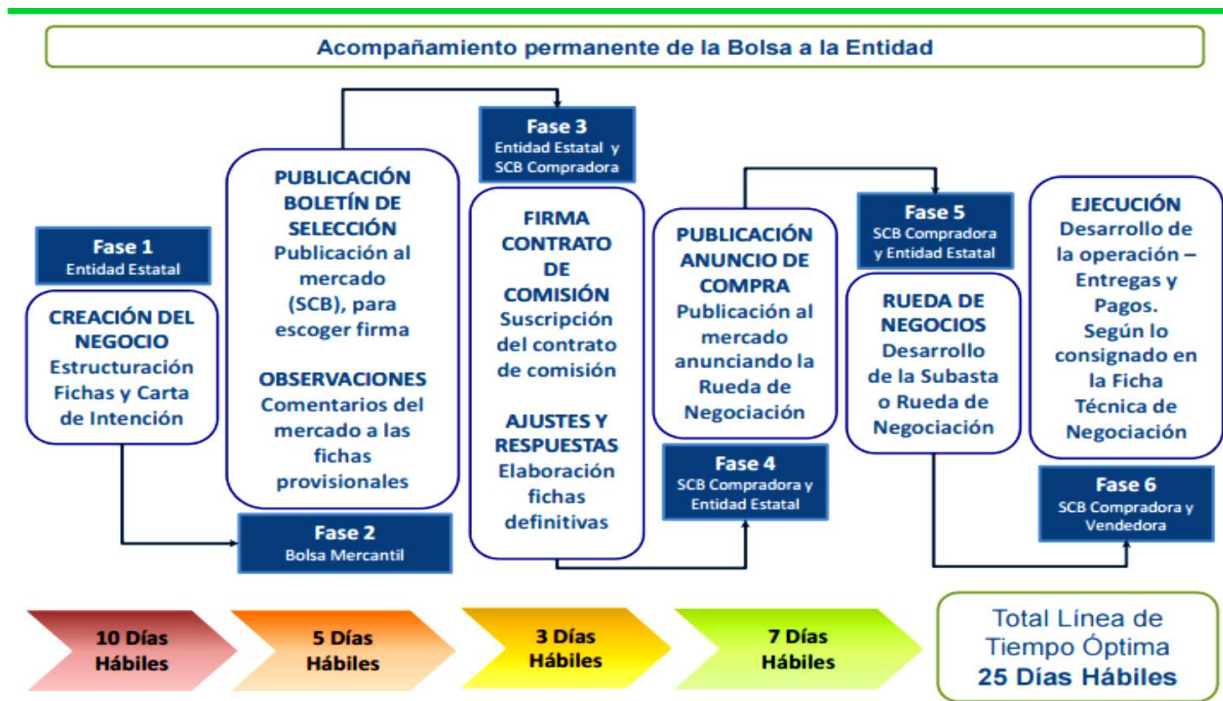 Acompañamiento permanente de la Bolsa a la Entidad
Fase 1
Entidad Estatal
CREACIÓN DEL
NEGOCIO
Estructuración
Fichas y Carta
de Intención
PUBLICACIÓN
BOLETÍN DE
SELECCIÓN
Publicación al
mercado
(SCB), para
escoger firma
OBSERVACIONES
Comentarios del
mercado a las
fichas
provisionales
Fase 2
Bolsa Mercantil
Fase 3
Entidad Estatal y
SCB Compradora
FIRMA
CONTRATO
DE
COMISIÓN
Suscripción
del contrato
de comisión
AJUSTES Y
RESPUESTAS
Elaboración
fichas
definitivas
PUBLICACIÓN
ANUNCIO DE
COMPRA
Publicación al
mercado
anunciando la
Rueda de
Negociación
Fase 4
SCB Compradora y
Entidad Estatal
Fase 5
SCB Compradora
y Entidad Estatal
RUEDA DE
NEGOCIOS
Desarrollo
de la Subasta
o Rueda de
Negociación
EJECUCIÓN
Desarrollo de
la operación –
Entregas y
Pagos.
Según lo
consignado en
la Ficha
Técnica de
Negociación
Fase 6
SCB Compradora y
Vendedora
10 Días
Hábiles
5 Días
Hábiles
3 Días
Hábiles
7 Días
Hábiles
Total Línea de
Tiempo Óptima
25 Días Hábiles